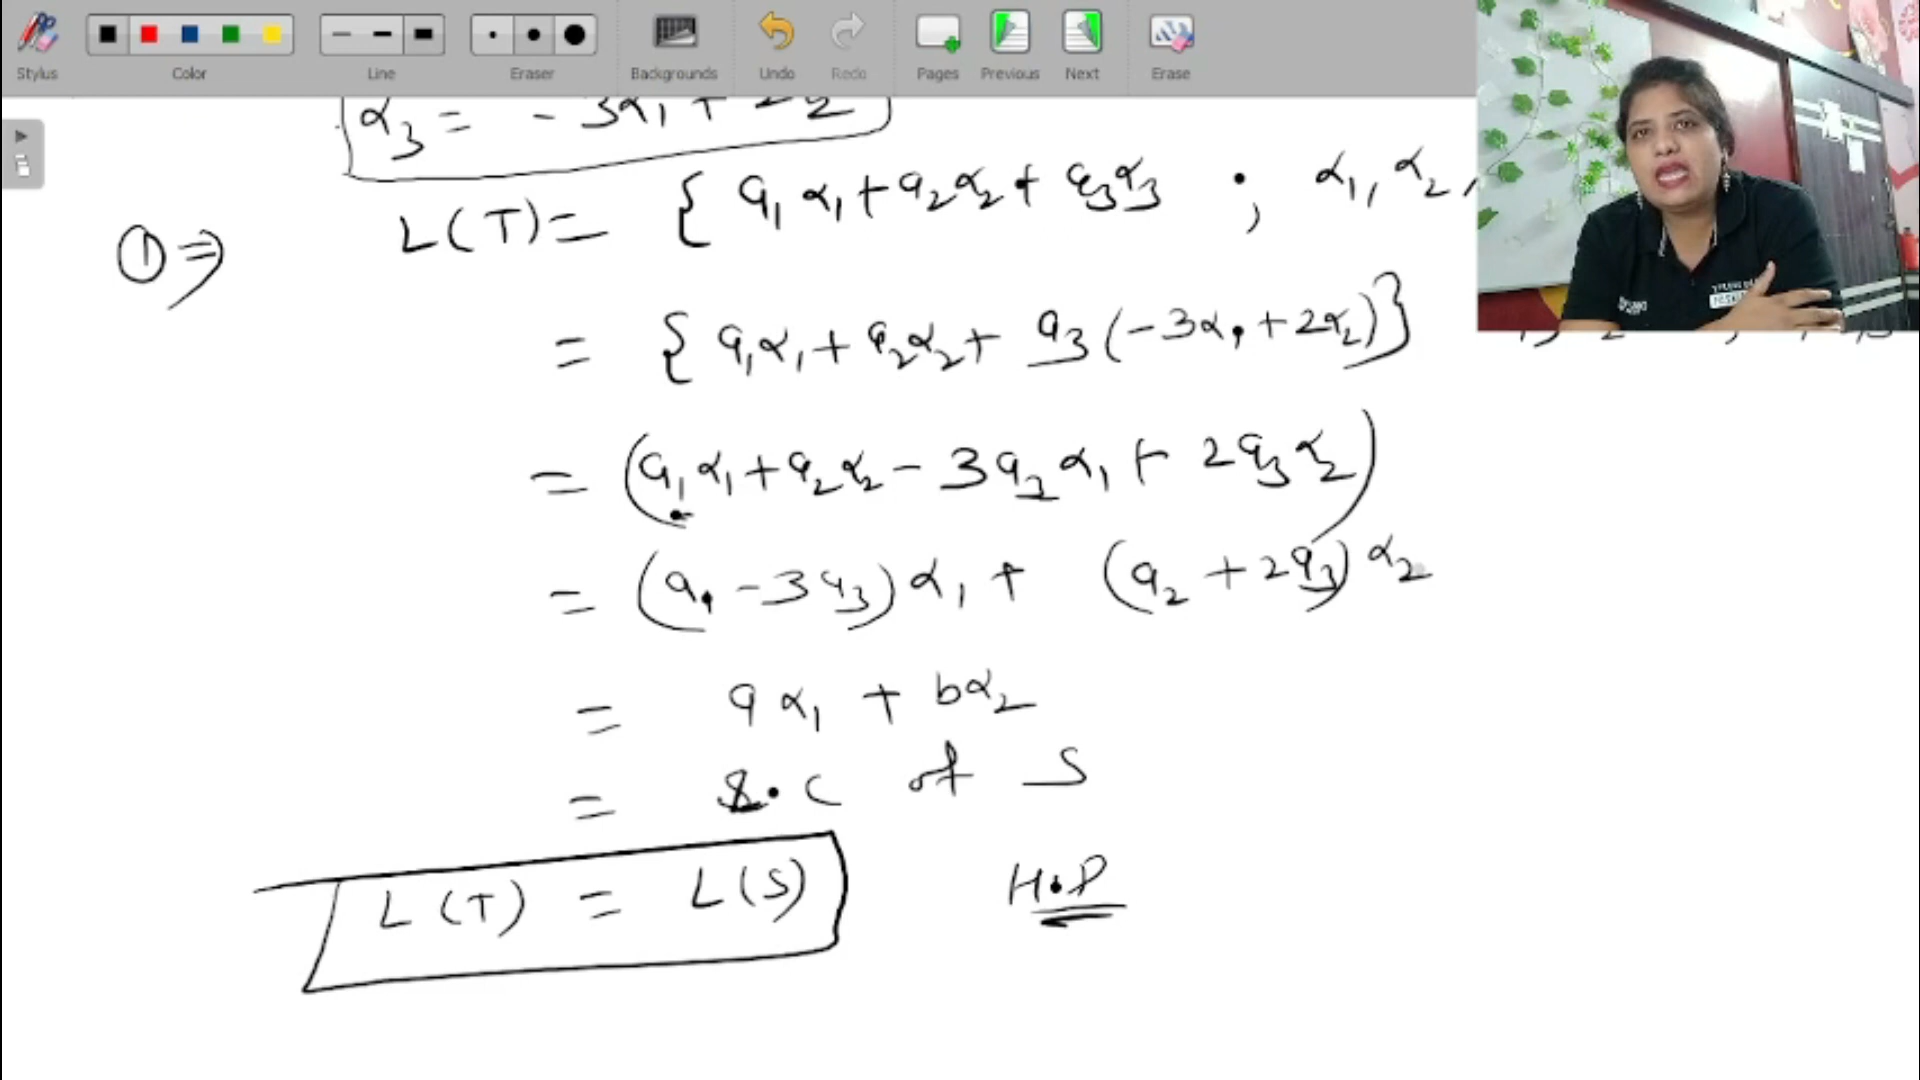 Stylus Color Line Eraser Backgrounds Undo Redo Pages Previous Next Erase
α₃ = - 3α₁ + 2α₂
① ⇒ L(T) = { a₁α₁ + a₂α₂ + a₃α₃ ; α₁, α₂,
= { a₁α₁ + a₂α₂ + a₃(-3α₁ + 2α₂) }
= (a₁α₁ + a₂α₂ - 3a₃α₁ + 2a₃α₂)
= (a₁ - 3a₃)α₁ + (a₂ + 2a₃)α₂
= aα₁ + bα₂
= L.C of S
L(T) = L(S) H.P